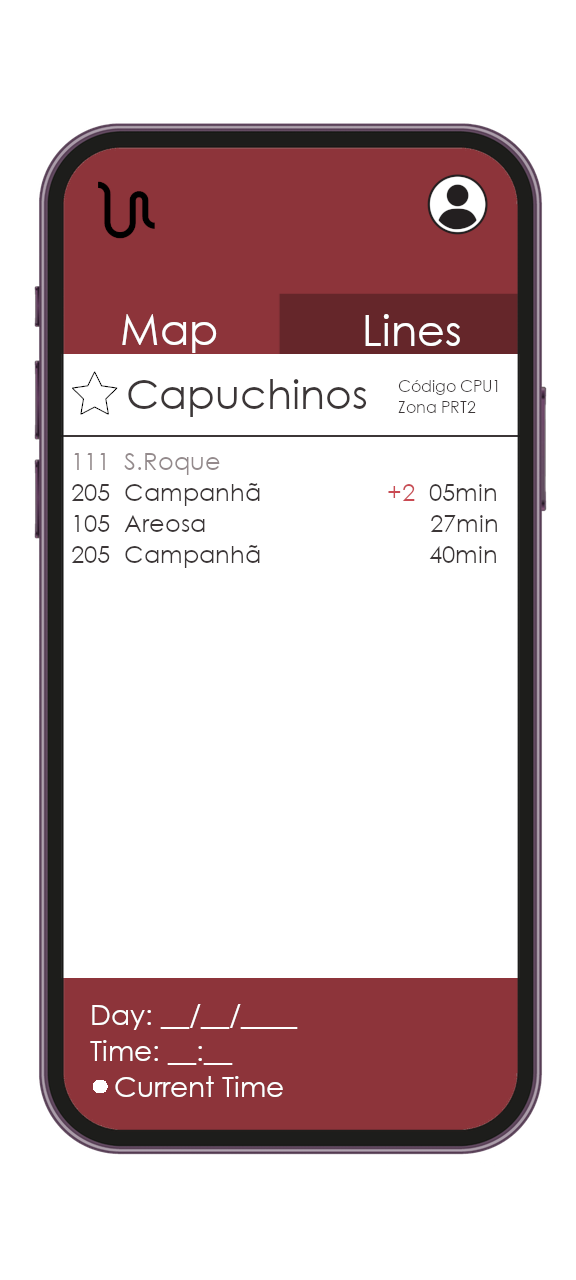 Map Lines
Capuchinos
Código CPU1
Zona PRT2
111 S.Roque
205 Campanhã +2 05min
105 Areosa 27min
205 Campanhã 40min
Day: __/__/____
Time: __:__
Current Time